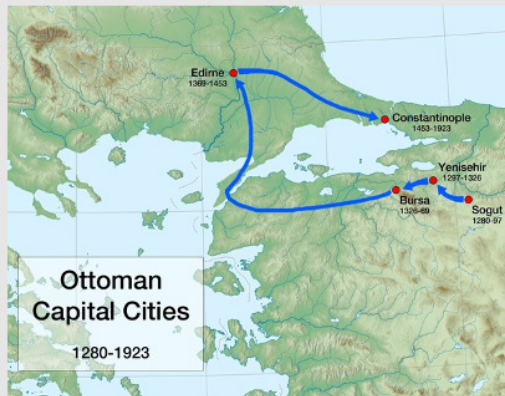 Edirne
1369-1453
Constantinople
1453-1923
Yenisehir
1297-1326
Bursa
1326-69
Sogut
1280-97
Ottoman
Capital Cities
1280-1923